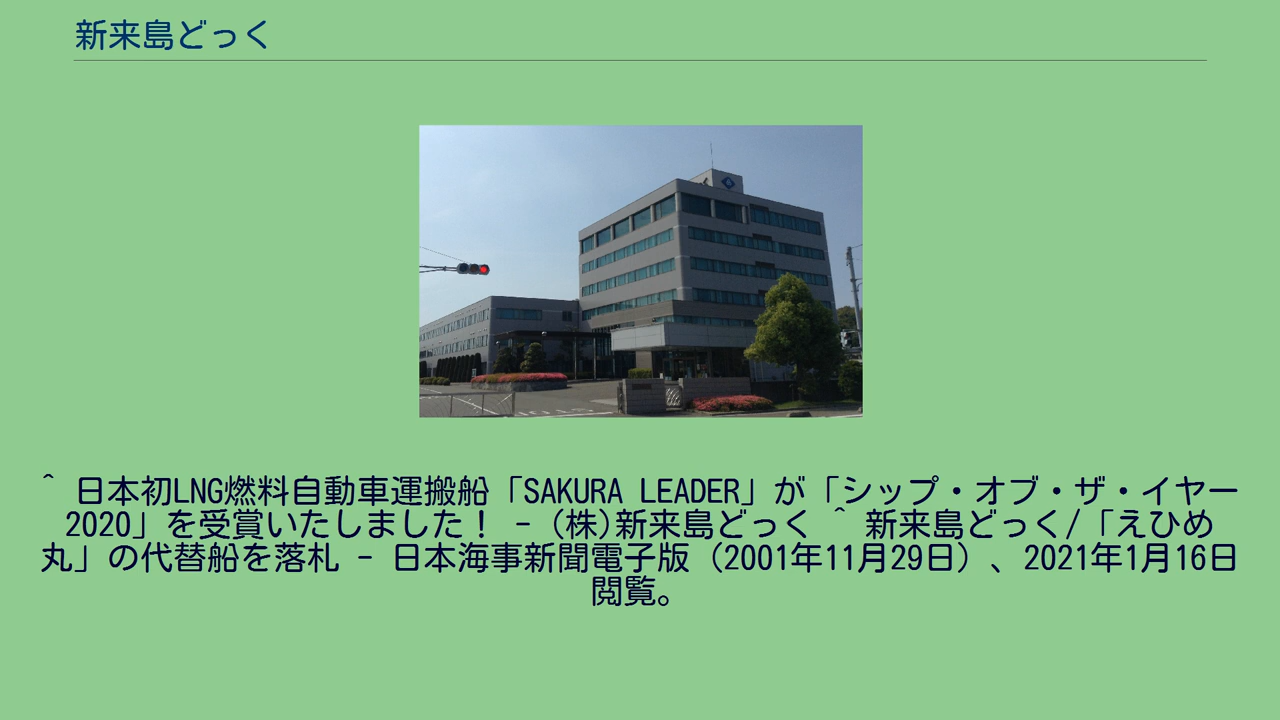 新来島どっく
^ 日本初LNG燃料自動車運搬船「SAKURA LEADER」が「シップ・オブ・ザ・イヤー
2020」を受賞いたしました！ - (株)新来島どっく ^ 新来島どっく/「えひめ
丸」の代替船を落札 - 日本海事新聞電子版（2001年11月29日）、2021年1月16日
閲覧。